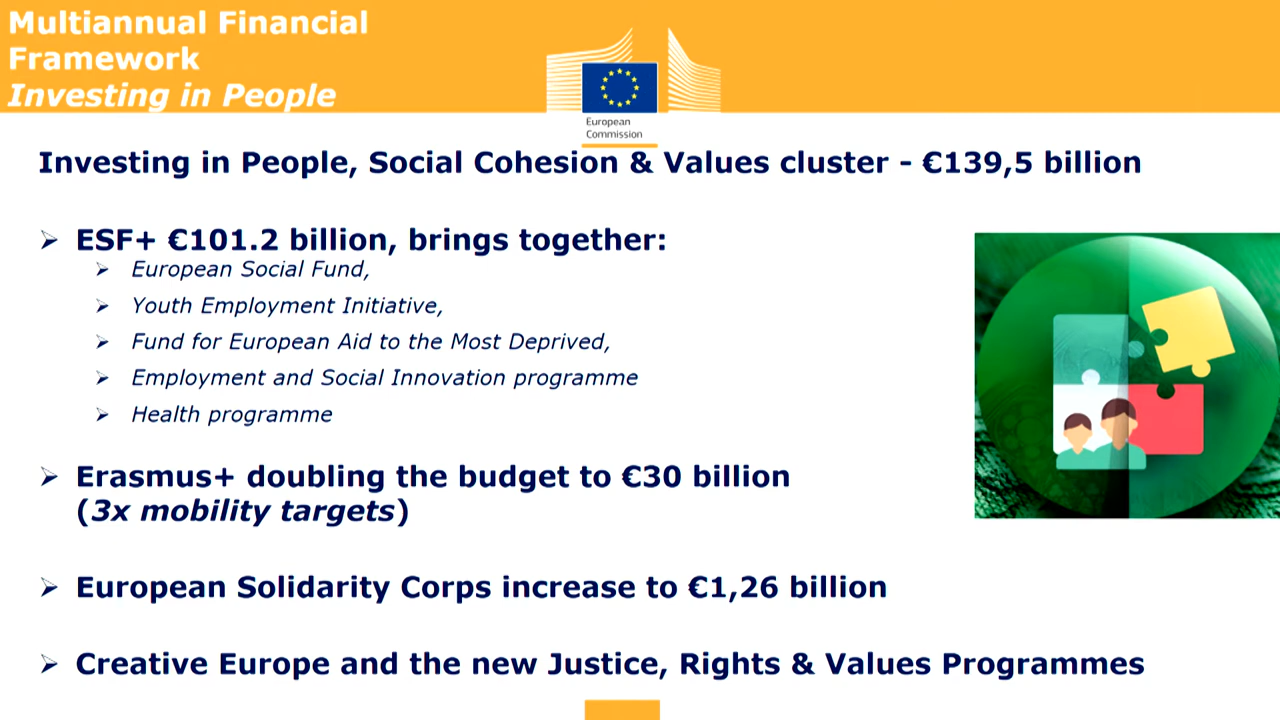 Multiannual Financial
Framework
Investing in People
European
Commission
Investing in People, Social Cohesion & Values cluster - €139,5 billion
ESF+ €101.2 billion, brings together:
European Social Fund,
Youth Employment Initiative,
Fund for European Aid to the Most Deprived,
Employment and Social Innovation programme
Health programme
Erasmus+ doubling the budget to €30 billion
(3x mobility targets)
European Solidarity Corps increase to €1,26 billion
Creative Europe and the new Justice, Rights & Values Programmes